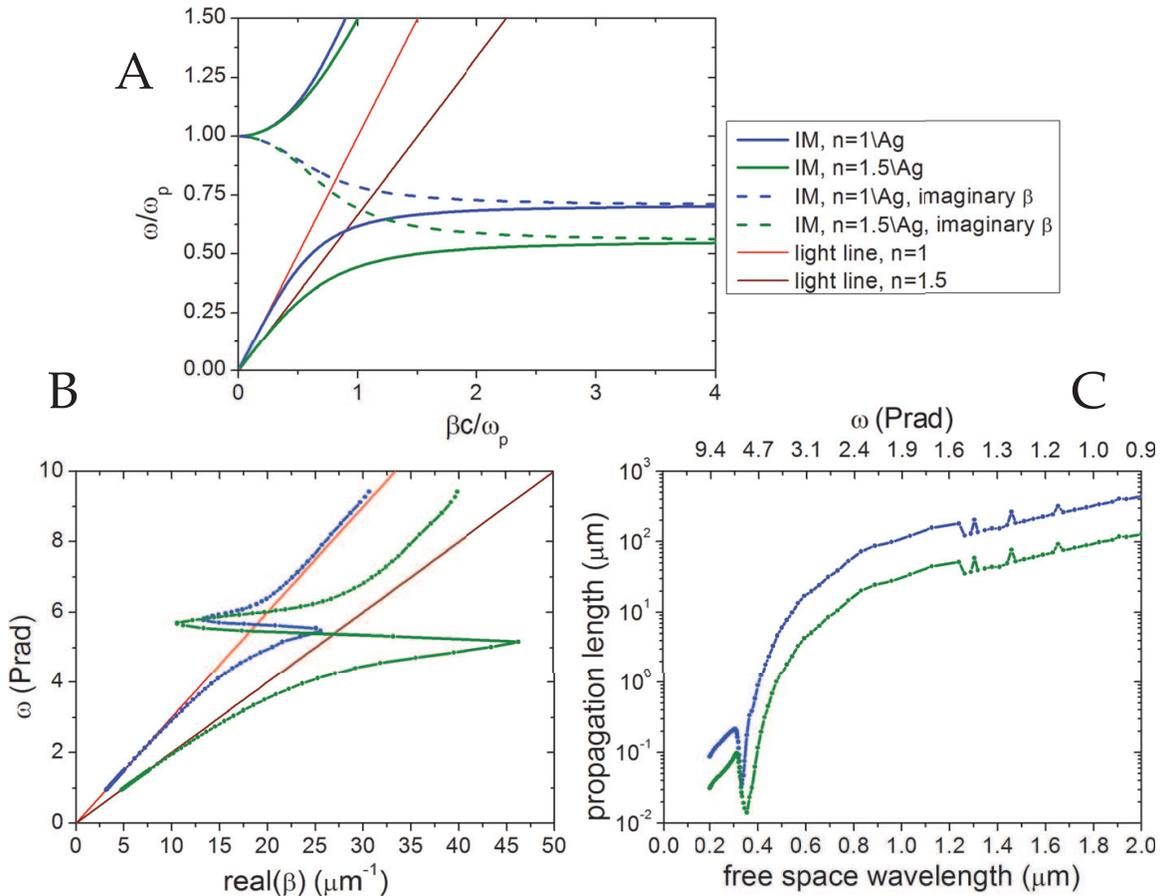 A
1.50
1.25
1.00
0.75
0.50
0.25
0.00
ω/ωp
0 1 2 3 4
βc/ωp
IM, n=1\Ag
IM, n=1.5\Ag
IM, n=1\Ag, imaginary β
IM, n=1.5\Ag, imaginary β
light line, n=1
light line, n=1.5
B
10
8
6
4
2
0
ω (Prad)
0 5 10 15 20 25 30 35 40 45 50
real(β) (μm⁻¹)
C
ω (Prad)
9.4 4.7 3.1 2.4 1.9 1.6 1.3 1.2 1.0 0.9
10³
10²
10¹
10⁰
10⁻¹
10⁻²
propagation length (μm)
0.0 0.2 0.4 0.6 0.8 1.0 1.2 1.4 1.6 1.8 2.0
free space wavelength (μm)